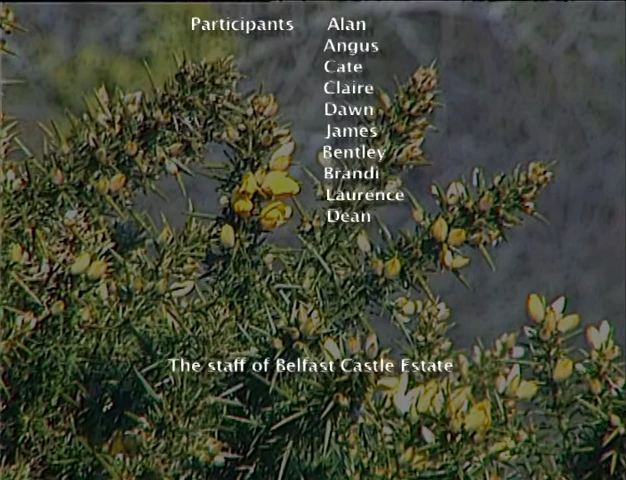 Participants Alan
Angus
Cate
Claire
Dawn
James
Bentley
Brandi
Laurence
Dean
The staff of Belfast Castle Estate